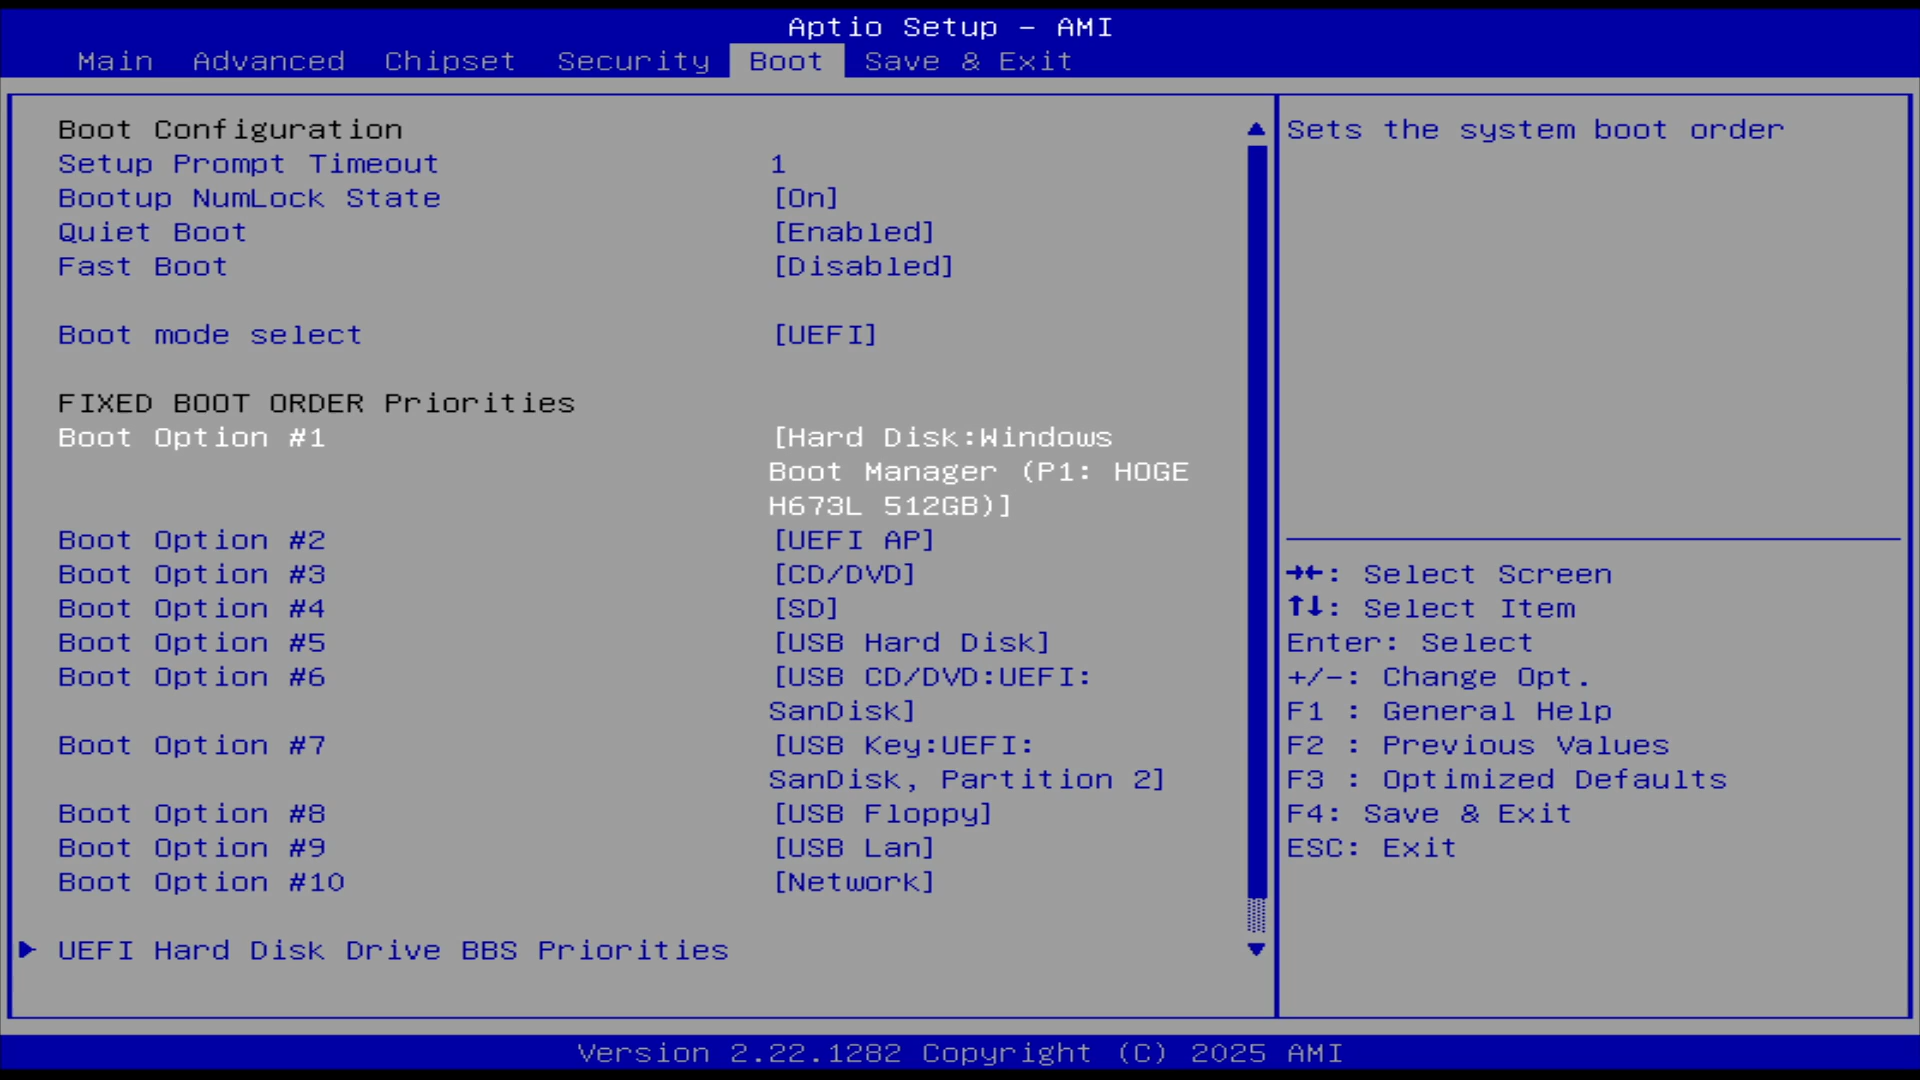 Aptio Setup - AMI
Main Advanced Chipset Security Boot Save & Exit
Boot Configuration
Setup Prompt Timeout 1
Bootup NumLock State [On]
Quiet Boot [Enabled]
Fast Boot [Disabled]
Boot mode select [UEFI]
FIXED BOOT ORDER Priorities
Boot Option #1 [Hard Disk:Windows
Boot Manager (P1: HOGE
H673L 512GB)]
Boot Option #2 [UEFI AP]
Boot Option #3 [CD/DVD]
Boot Option #4 [SD]
Boot Option #5 [USB Hard Disk]
Boot Option #6 [USB CD/DVD:UEFI:
SanDisk]
Boot Option #7 [USB Key:UEFI:
SanDisk, Partition 2]
Boot Option #8 [USB Floppy]
Boot Option #9 [USB Lan]
Boot Option #10 [Network]
UEFI Hard Disk Drive BBS Priorities
Sets the system boot order
→←: Select Screen
↑↓: Select Item
Enter: Select
+/-: Change Opt.
F1 : General Help
F2 : Previous Values
F3 : Optimized Defaults
F4: Save & Exit
ESC: Exit
Version 2.22.1282 Copyright (C) 2025 AMI